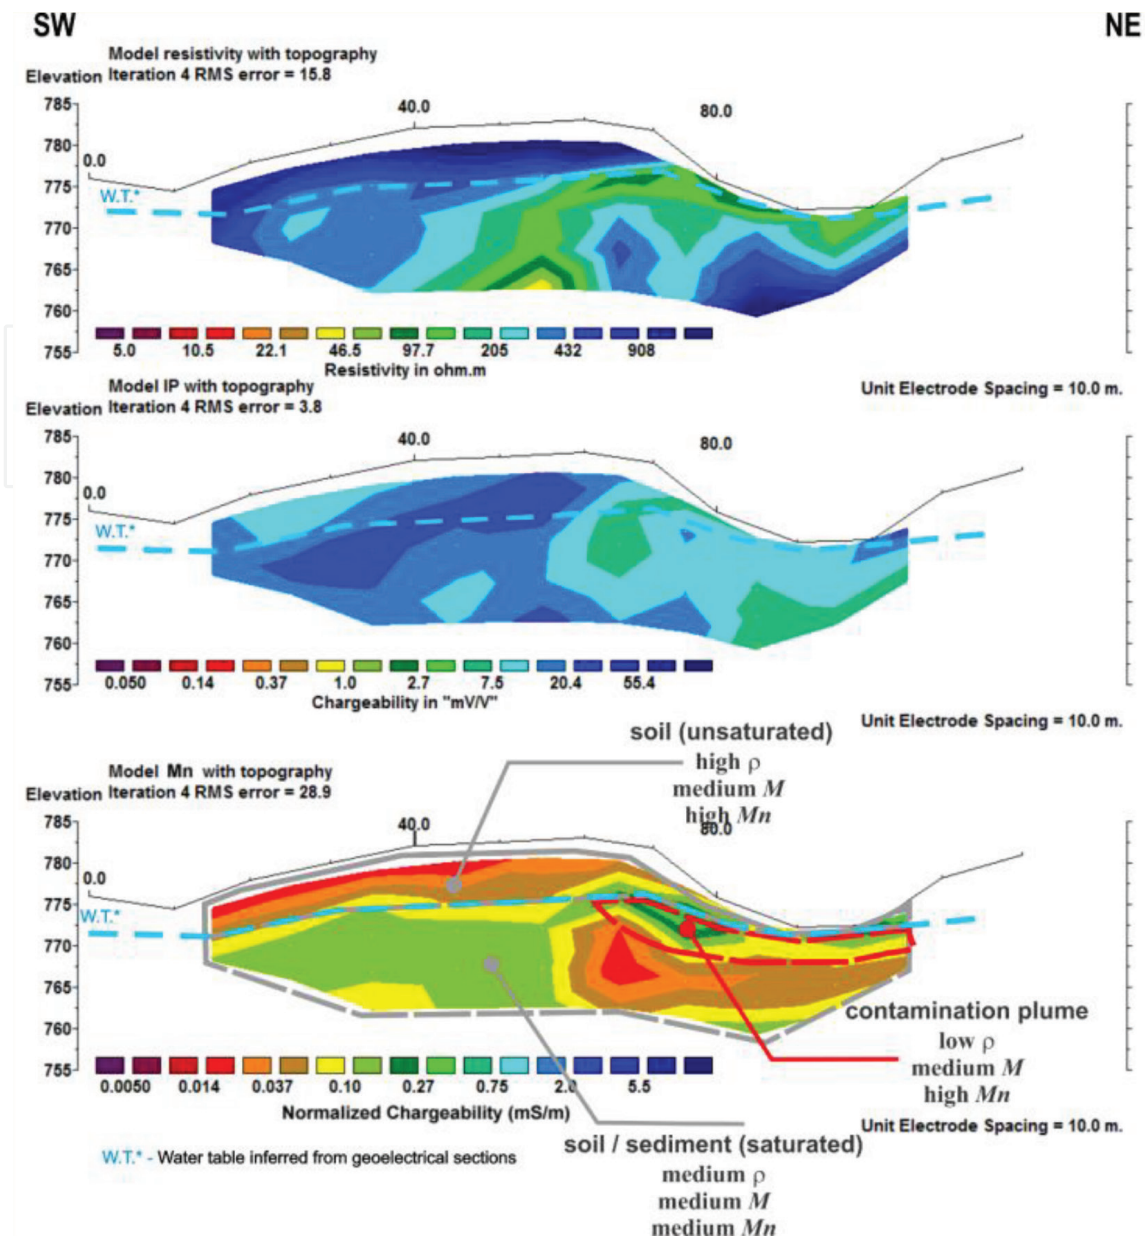 SW
NE
Model resistivity with topography
Elevation Iteration 4 RMS error = 15.8
785
780
775
770
765
760
755
0.0
40.0
80.0
W.T.*
5.0 10.5 22.1 46.5 97.7 205 432 908
Resistivity in ohm.m
Unit Electrode Spacing = 10.0 m.
Model IP with topography
Elevation Iteration 4 RMS error = 3.8
785
780
775
770
765
760
755
0.0
40.0
80.0
W.T.*
0.050 0.14 0.37 1.0 2.7 7.5 20.4 55.4
Chargeability in "mV/V"
Unit Electrode Spacing = 10.0 m.
soil (unsaturated)
high ρ
medium M
high Mn
Model Mn with topography
Elevation Iteration 4 RMS error = 28.9
785
780
775
770
765
760
755
0.0
40.0
80.0
W.T.*
contamination plume
low ρ
medium M
high Mn
0.0050 0.014 0.037 0.10 0.27 0.75 2.0 5.5
Normalized Chargeability (mS/m)
Unit Electrode Spacing = 10.0 m.
soil / sediment (saturated)
medium ρ
medium M
medium Mn
W.T.* - Water table inferred from geoelectrical sections